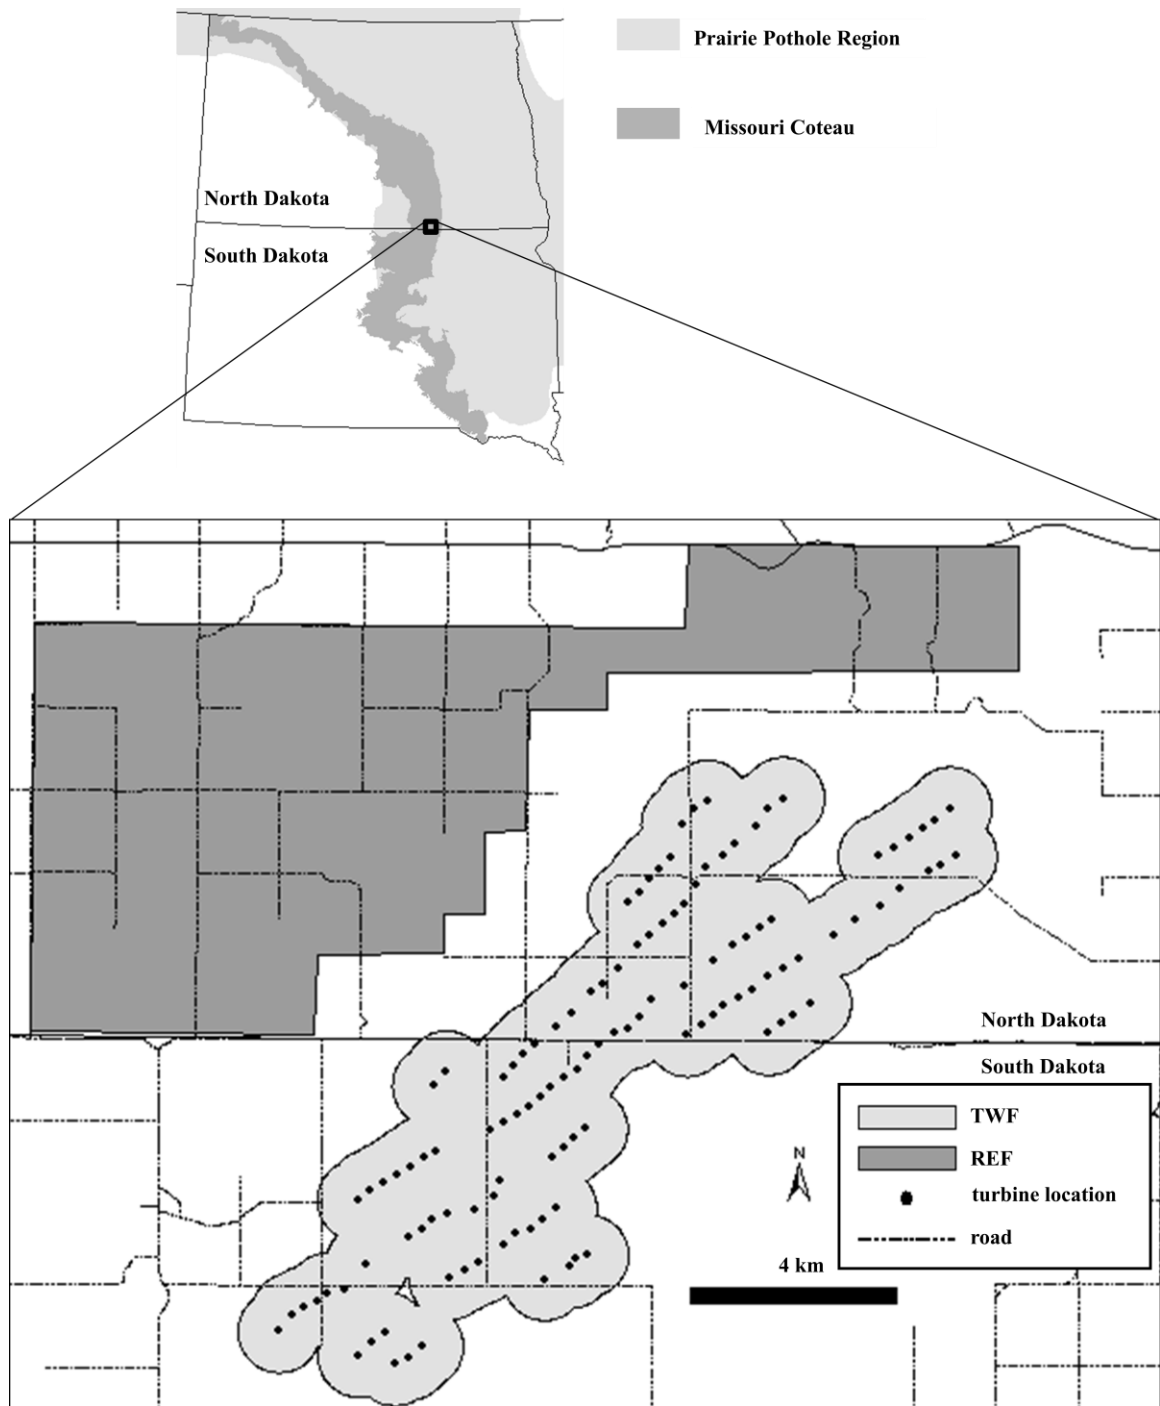 Prairie Pothole Region
Missouri Coteau
North Dakota
South Dakota
North Dakota
South Dakota
TWF
REF
N
turbine location
road
4 km